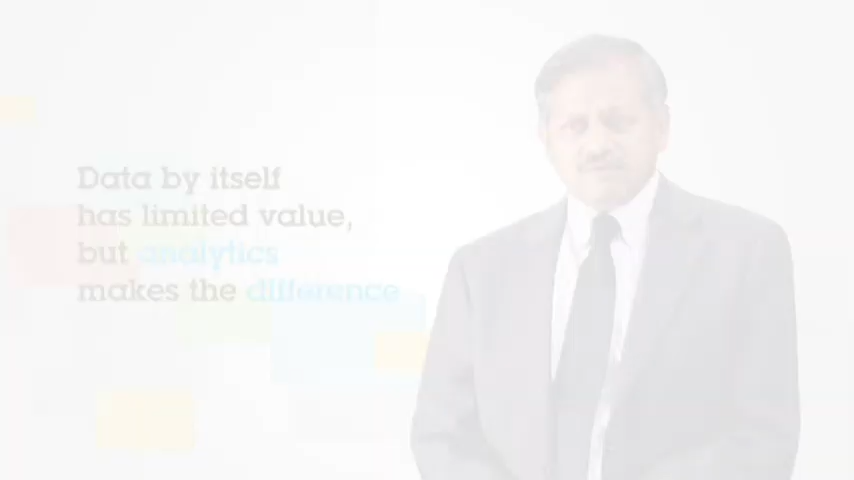 Data by itself
has limited value,
but analytics
makes the difference